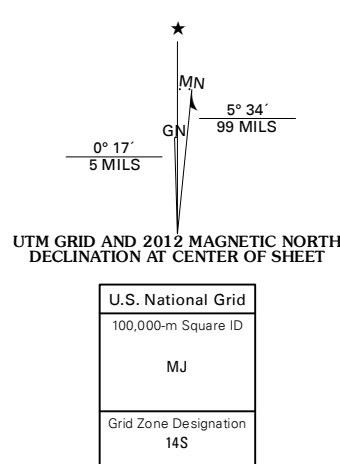 ★
MN
GN
5° 34´
99 MILS
0° 17´
5 MILS
UTM GRID AND 2012 MAGNETIC NORTH
DECLINATION AT CENTER OF SHEET
U.S. National Grid
100,000-m Square ID
MJ
Grid Zone Designation
14S